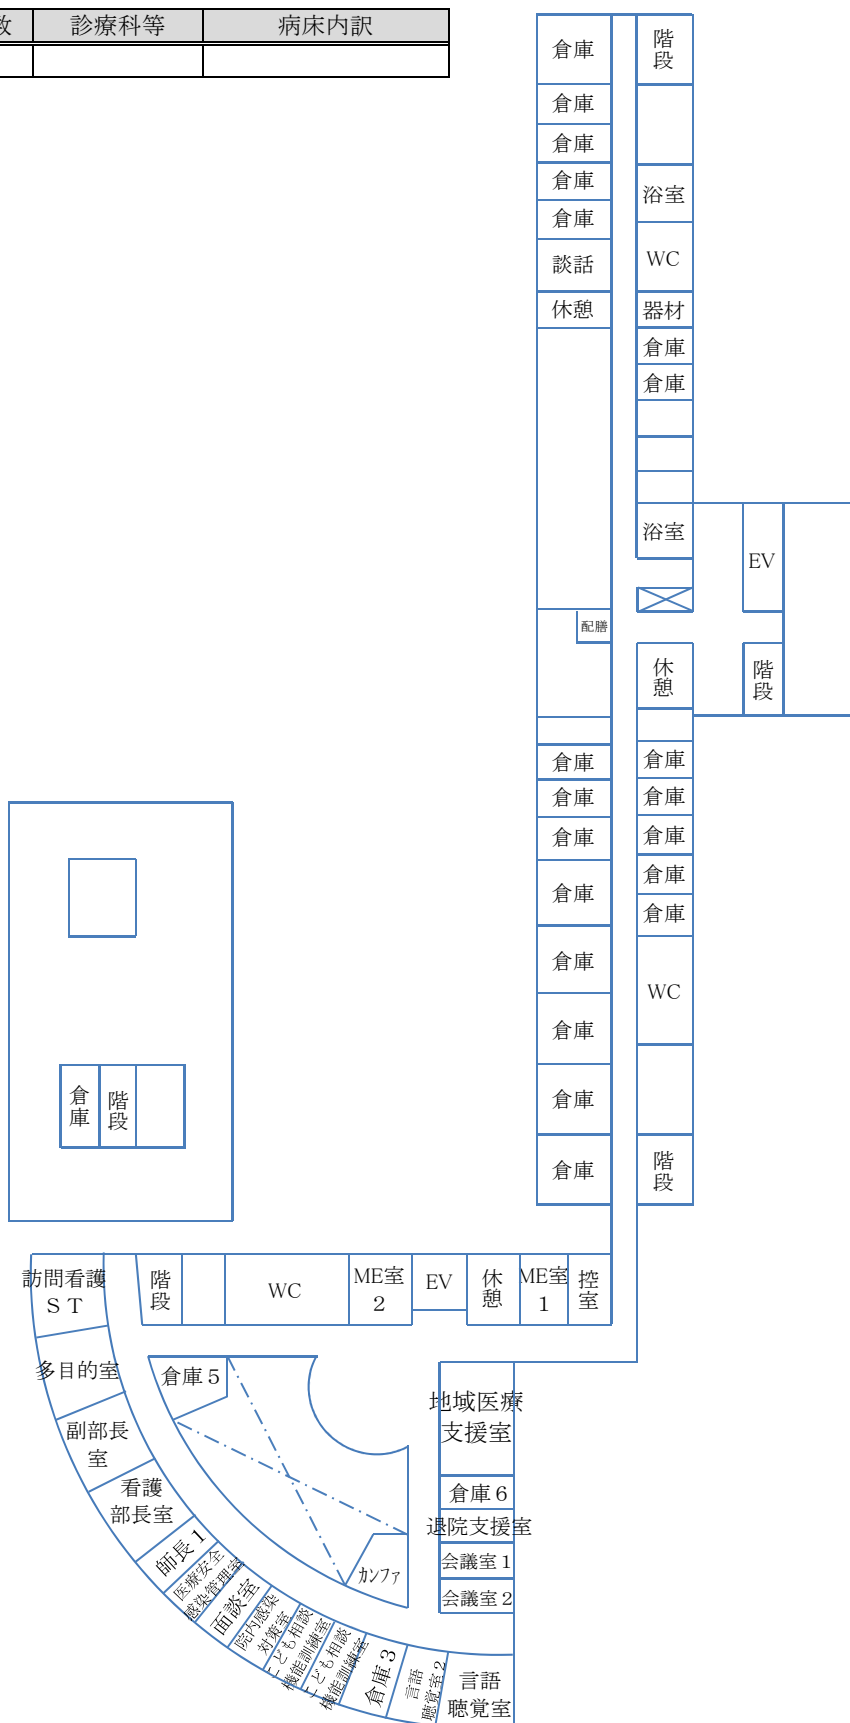 数 診療科等 病床内訳
倉庫
階段
倉庫
倉庫
倉庫
浴室
倉庫
談話
WC
休憩
器材
倉庫
倉庫
浴室
EV
配膳
休憩
階段
倉庫
倉庫
倉庫
倉庫
倉庫
倉庫
倉庫
倉庫
倉庫
倉庫
WC
倉庫
倉庫
倉庫
階段
倉庫
階段
訪問看護
ＳＴ
階段
WC
ME室
2
EV
休憩
ME室
1
控室
多目的室
倉庫５
副部長
室
看護
部長室
師長１
医療安全
感染管理室
面談室
院内感染
対策室
こども相談
機能訓練室
こども相談
機能訓練室
倉庫３
言語
聴覚室２
言語
聴覚室
カンファ
地域医療
支援室
倉庫６
退院支援室
会議室１
会議室２